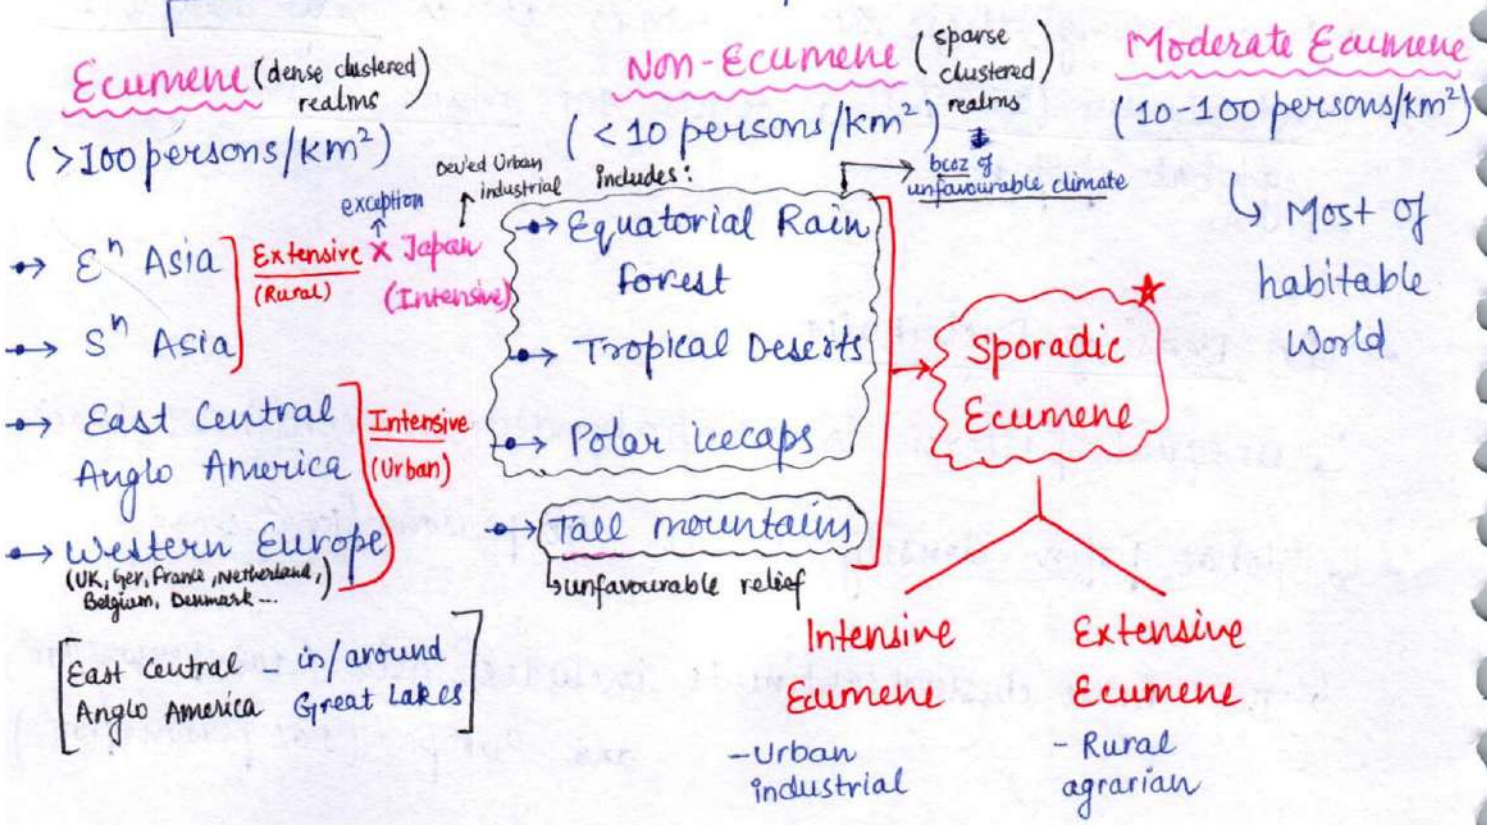 Ecumene (dense clustered realms)
(>100 persons/km²)
exception
Dev'ed Urban industrial
→ Eⁿ Asia
→ Sⁿ Asia
Extensive
(Rural)
x Japan
(Intensive)
→ East Central
Anglo America
→ Western Europe
(UK, Ger, France, Netherland,
Belgium, Denmark ---)
Intensive
(Urban)
[East Central – in/around
Anglo America Great Lakes]
Non-Ecumene (sparse clustered realms)
(<10 persons/km²)
includes:
→ bcoz of
unfavourable climate
→ Equatorial Rain
forest
→ Tropical Deserts
→ Polar icecaps
→ Tall mountains
↳ unfavourable relief
Sporadic
Ecumene
Intensive
Ecumene
- Urban
industrial
Extensive
Ecumene
- Rural
agrarian
Moderate Ecumene
(10-100 persons/km²)
↳ Most of
habitable
World